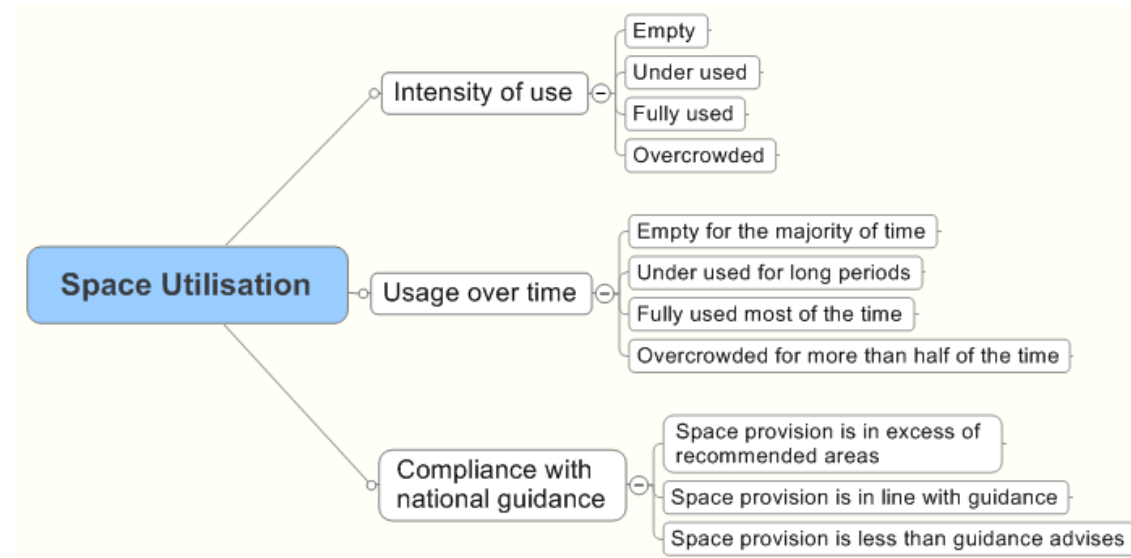 Space Utilisation
Intensity of use
Empty
Under used
Fully used
Overcrowded
Usage over time
Empty for the majority of time
Under used for long periods
Fully used most of the time
Overcrowded for more than half of the time
Compliance with
national guidance
Space provision is in excess of
recommended areas
Space provision is in line with guidance
Space provision is less than guidance advises